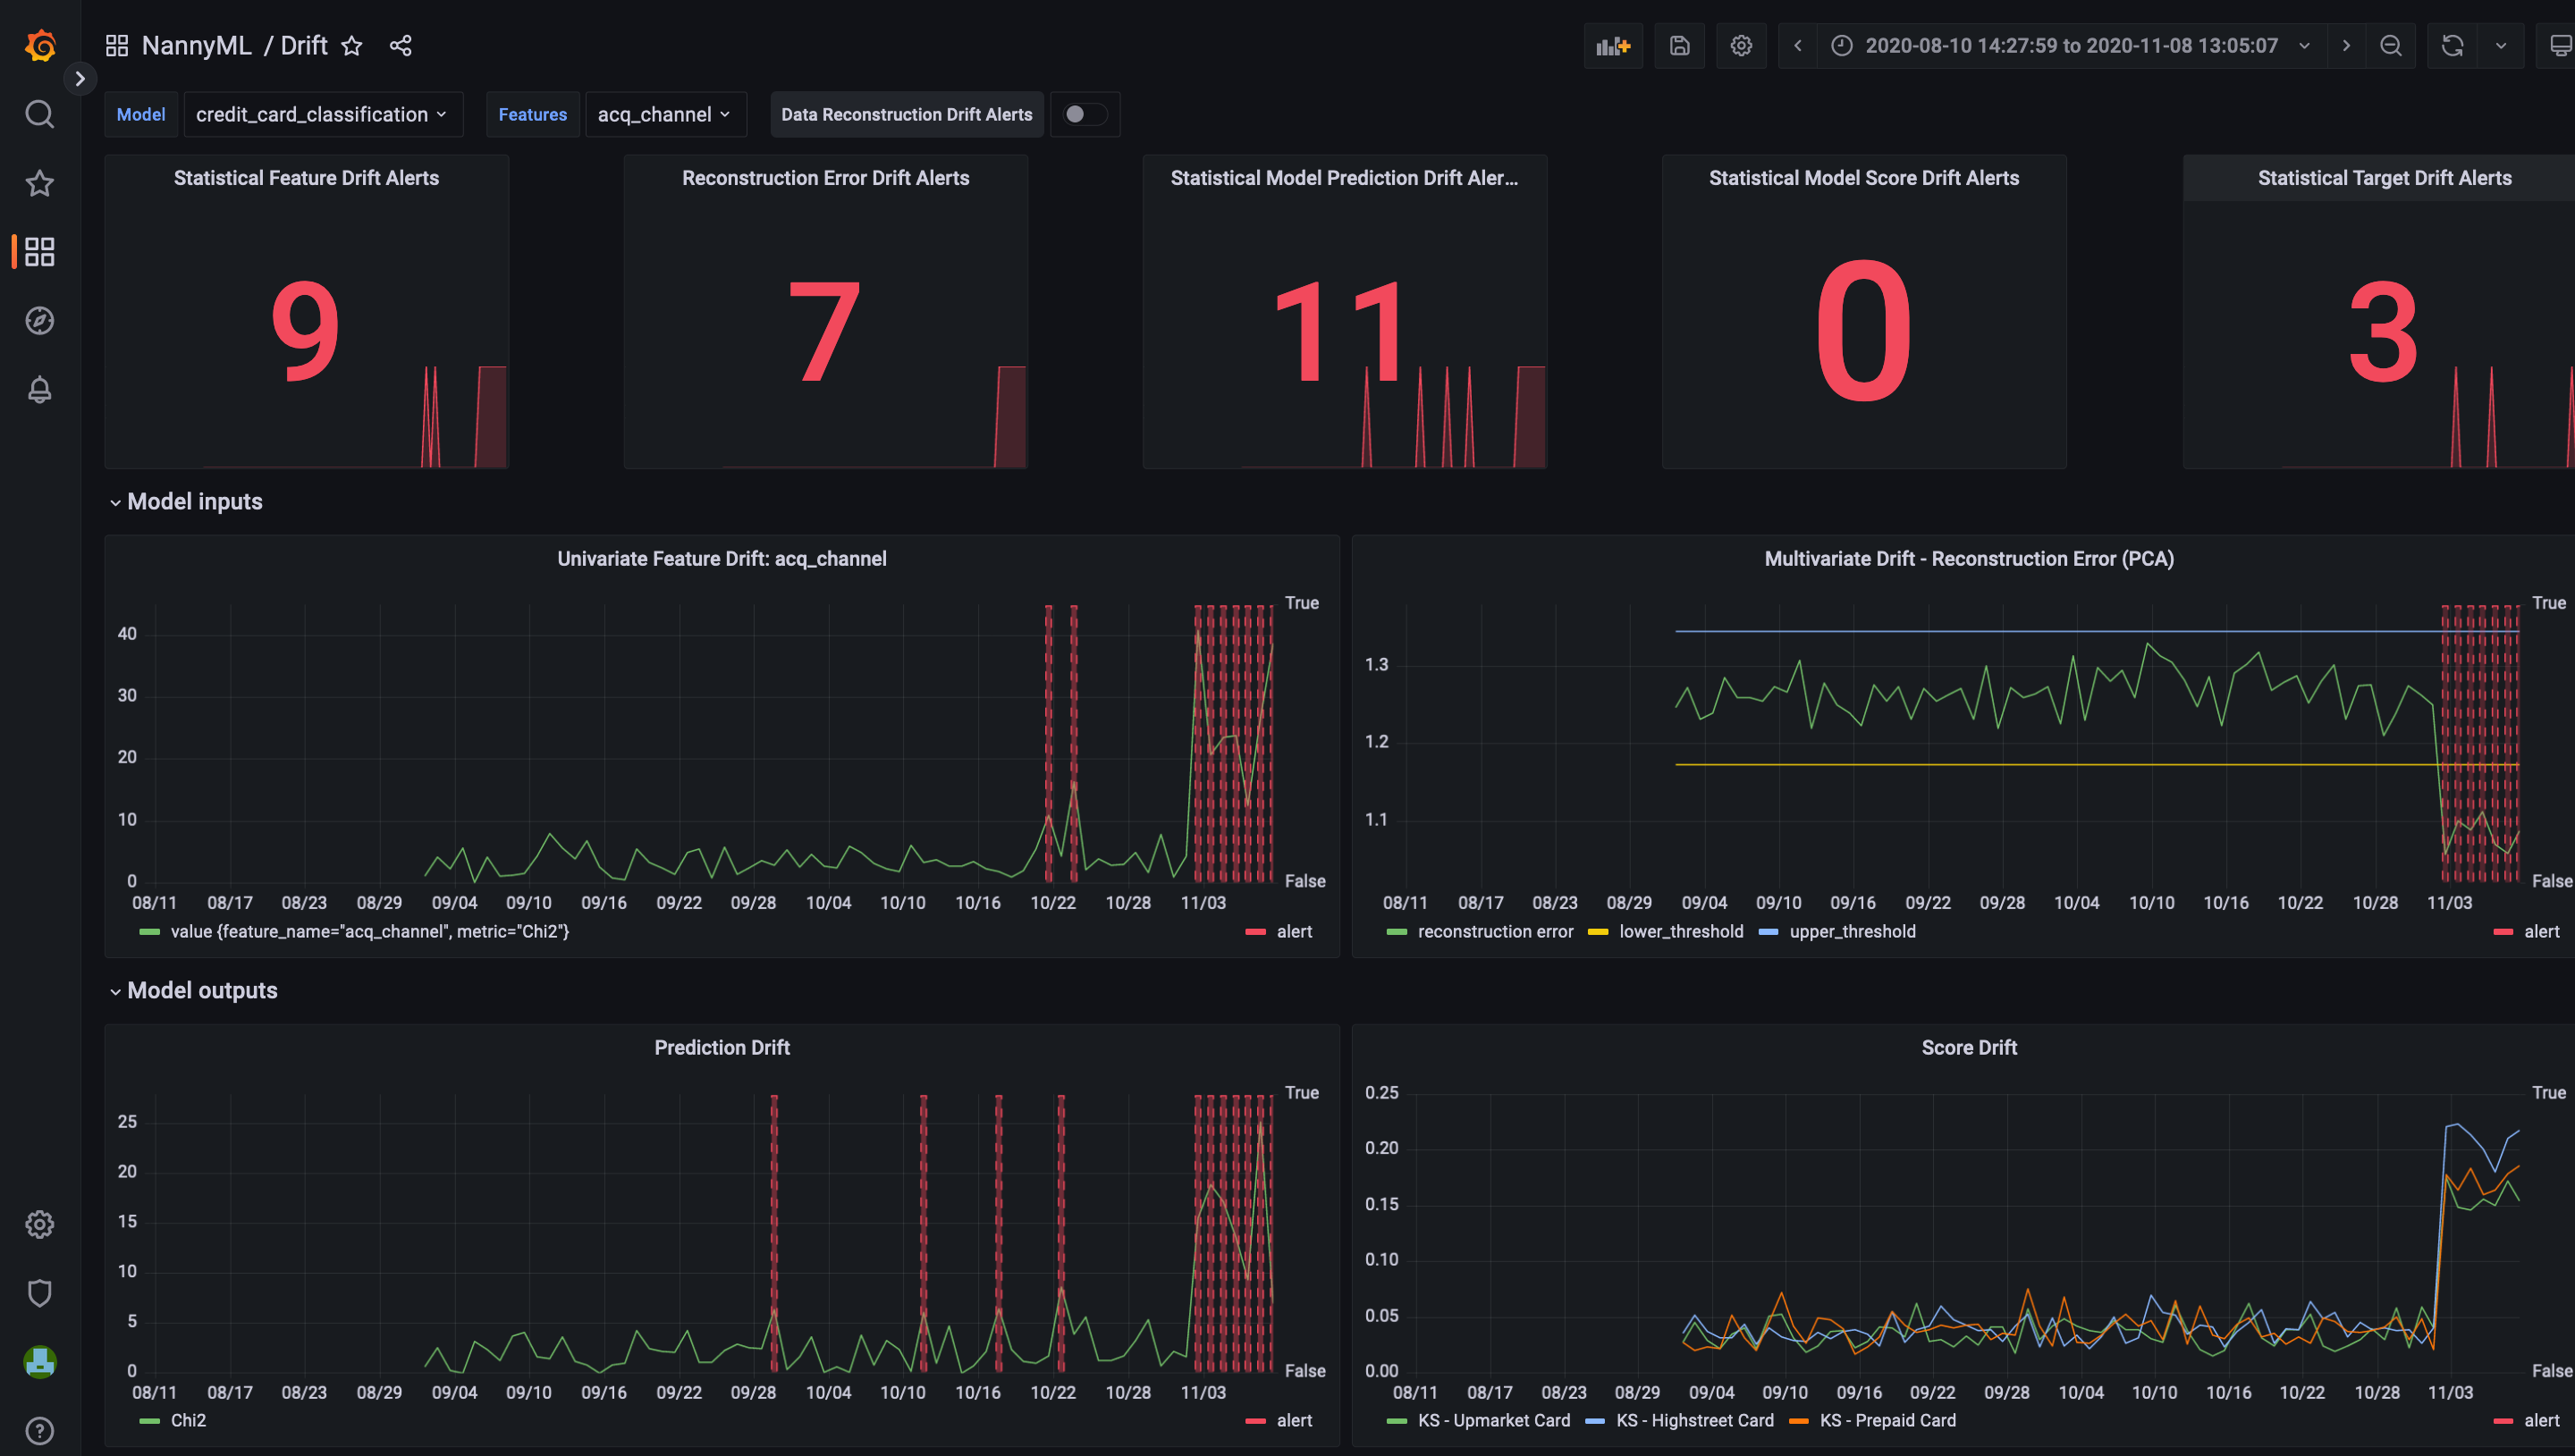 NannyML / Drift
2020-08-10 14:27:59 to 2020-11-08 13:05:07
Model credit_card_classification Features acq_channel Data Reconstruction Drift Alerts
Statistical Feature Drift Alerts
9
Reconstruction Error Drift Alerts
7
Statistical Model Prediction Drift Aler...
11
Statistical Model Score Drift Alerts
0
Statistical Target Drift Alerts
3
Model inputs
Univariate Feature Drift: acq_channel
True
40
30
20
10
0
False
08/11 08/17 08/23 08/29 09/04 09/10 09/16 09/22 09/28 10/04 10/10 10/16 10/22 10/28 11/03
value {feature_name="acq_channel", metric="Chi2"} alert
Multivariate Drift - Reconstruction Error (PCA)
True
1.3
1.2
1.1
False
08/11 08/17 08/23 08/29 09/04 09/10 09/16 09/22 09/28 10/04 10/10 10/16 10/22 10/28 11/03
reconstruction error lower_threshold upper_threshold alert
Model outputs
Prediction Drift
True
25
20
15
10
5
0
False
08/11 08/17 08/23 08/29 09/04 09/10 09/16 09/22 09/28 10/04 10/10 10/16 10/22 10/28 11/03
Chi2 alert
Score Drift
0.25 True
0.20
0.15
0.10
0.05
0.00 False
08/11 08/17 08/23 08/29 09/04 09/10 09/16 09/22 09/28 10/04 10/10 10/16 10/22 10/28 11/03
KS - Upmarket Card KS - Highstreet Card KS - Prepaid Card alert